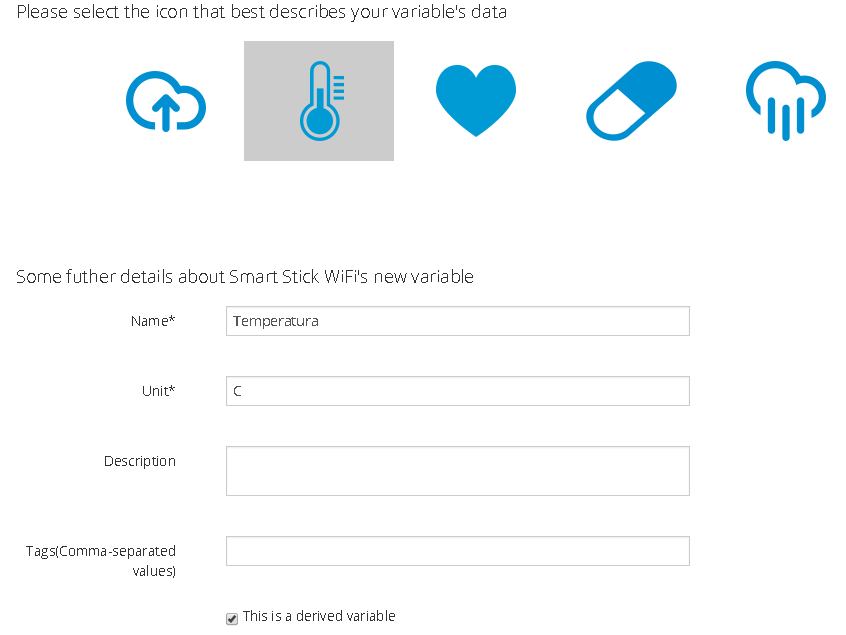 Please select the icon that best describes your variable's data
Some futher details about Smart Stick WiFi's new variable
Name*
Temperatura
Unit*
C
Description
Tags(Comma-separated
values)
This is a derived variable